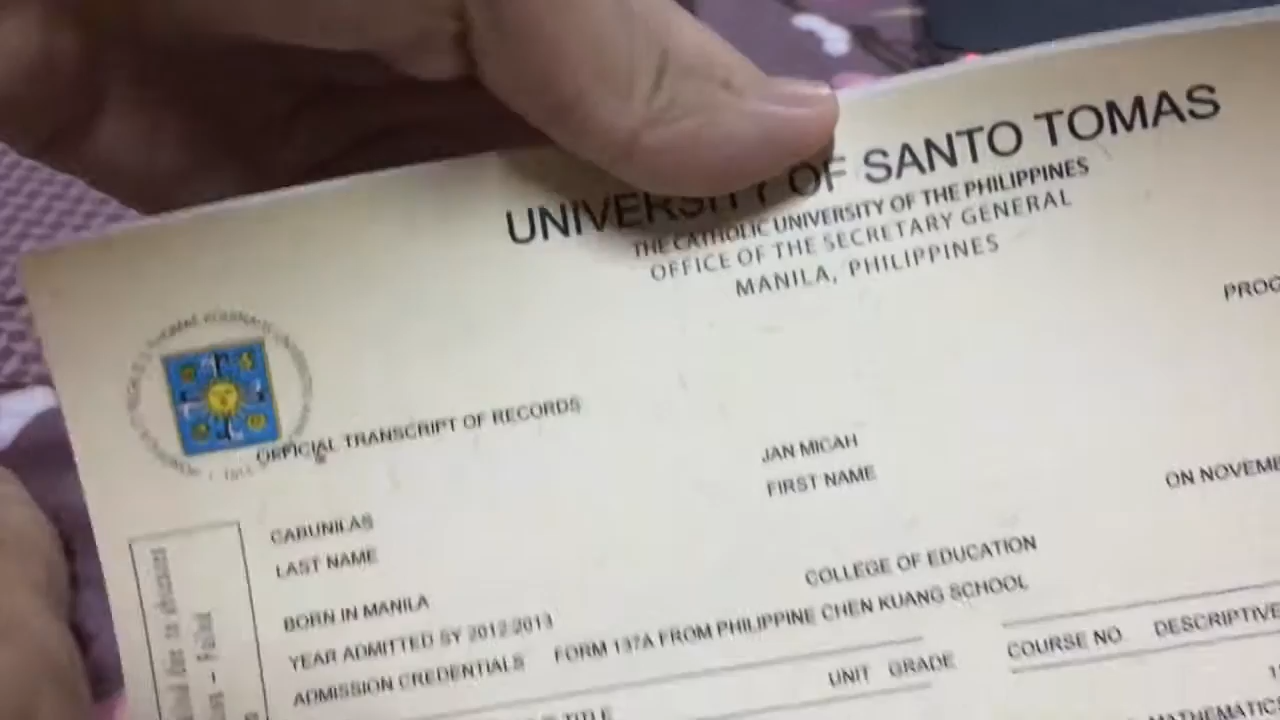 UNIVERSITY OF SANTO TOMAS
THE CATHOLIC UNIVERSITY OF THE PHILIPPINES
OFFICE OF THE SECRETARY GENERAL
MANILA, PHILIPPINES
PROG
OFFICIAL TRANSCRIPT OF RECORDS
JAN MICAH
FIRST NAME
ON NOVEMBE
CABUNILAS
LAST NAME
COLLEGE OF EDUCATION
BORN IN MANILA
YEAR ADMITTED SY 2012-2013
ADMISSION CREDENTIALS FORM 137A FROM PHILIPPINE CHEN KUANG SCHOOL
UNIT GRADE
COURSE NO. DESCRIPTIVE
TITLE
MATHEMATICS
– Failed